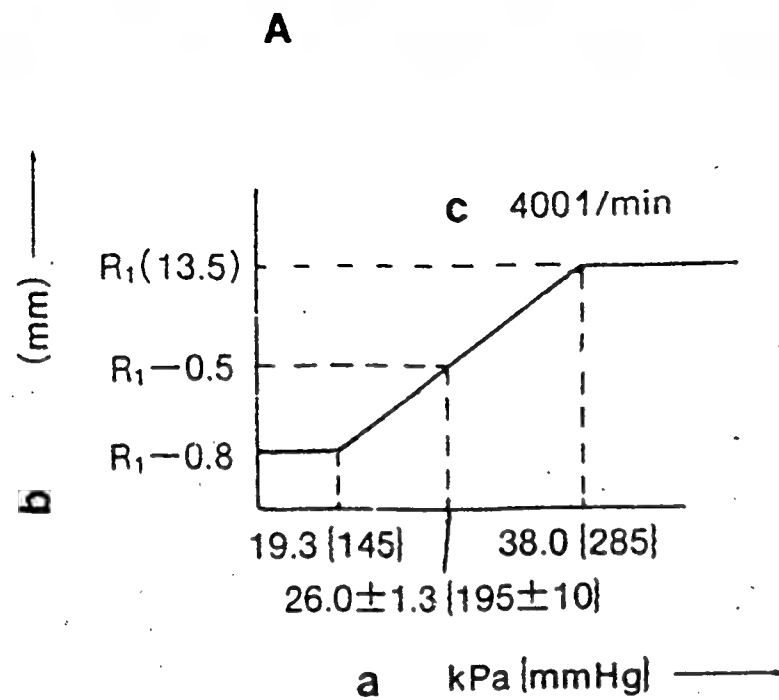 A
c 4001/min
R₁(13.5)
(mm)
R₁−0.5
R₁−0.8
b
19.3 {145} 38.0 {285}
26.0±1.3 {195±10}
a kPa {mmHg}